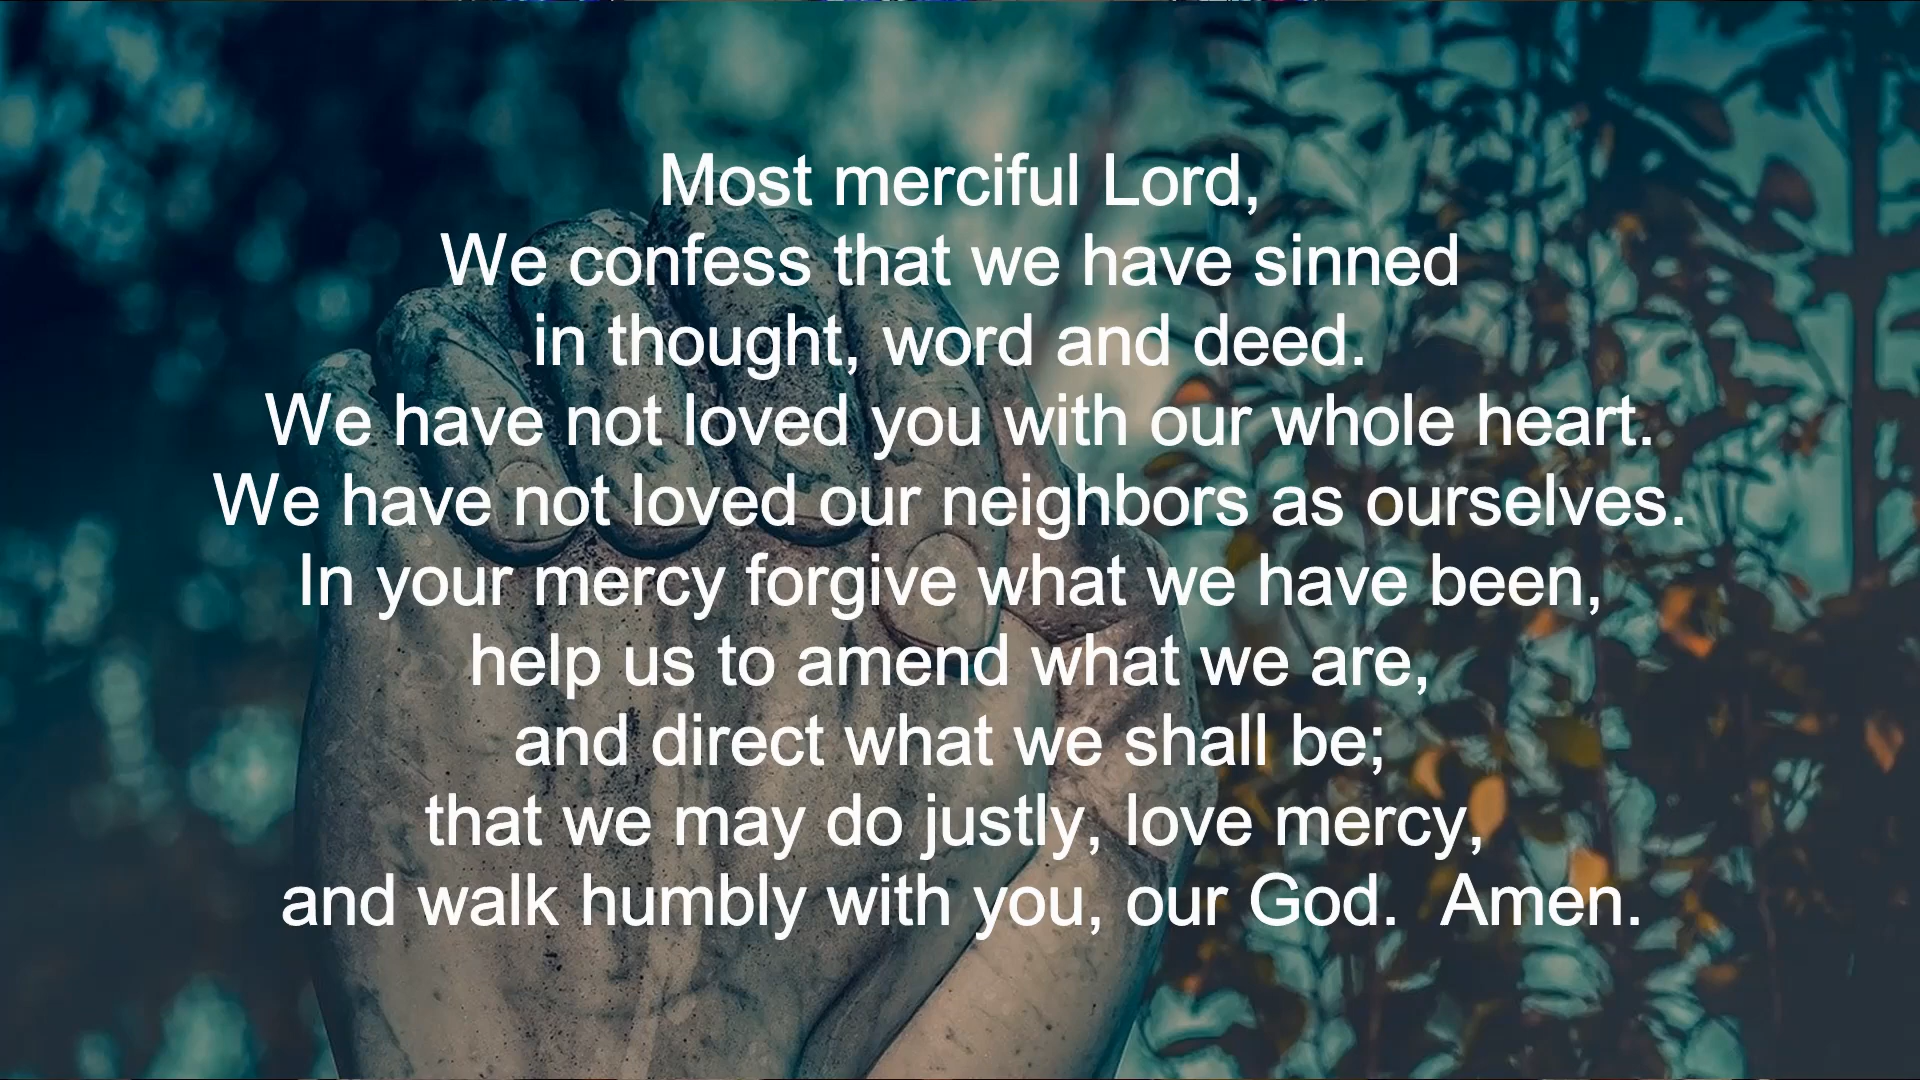 Most merciful Lord,
We confess that we have sinned
in thought, word and deed.
We have not loved you with our whole heart.
We have not loved our neighbors as ourselves.
In your mercy forgive what we have been,
help us to amend what we are,
and direct what we shall be;
that we may do justly, love mercy,
and walk humbly with you, our God.  Amen.